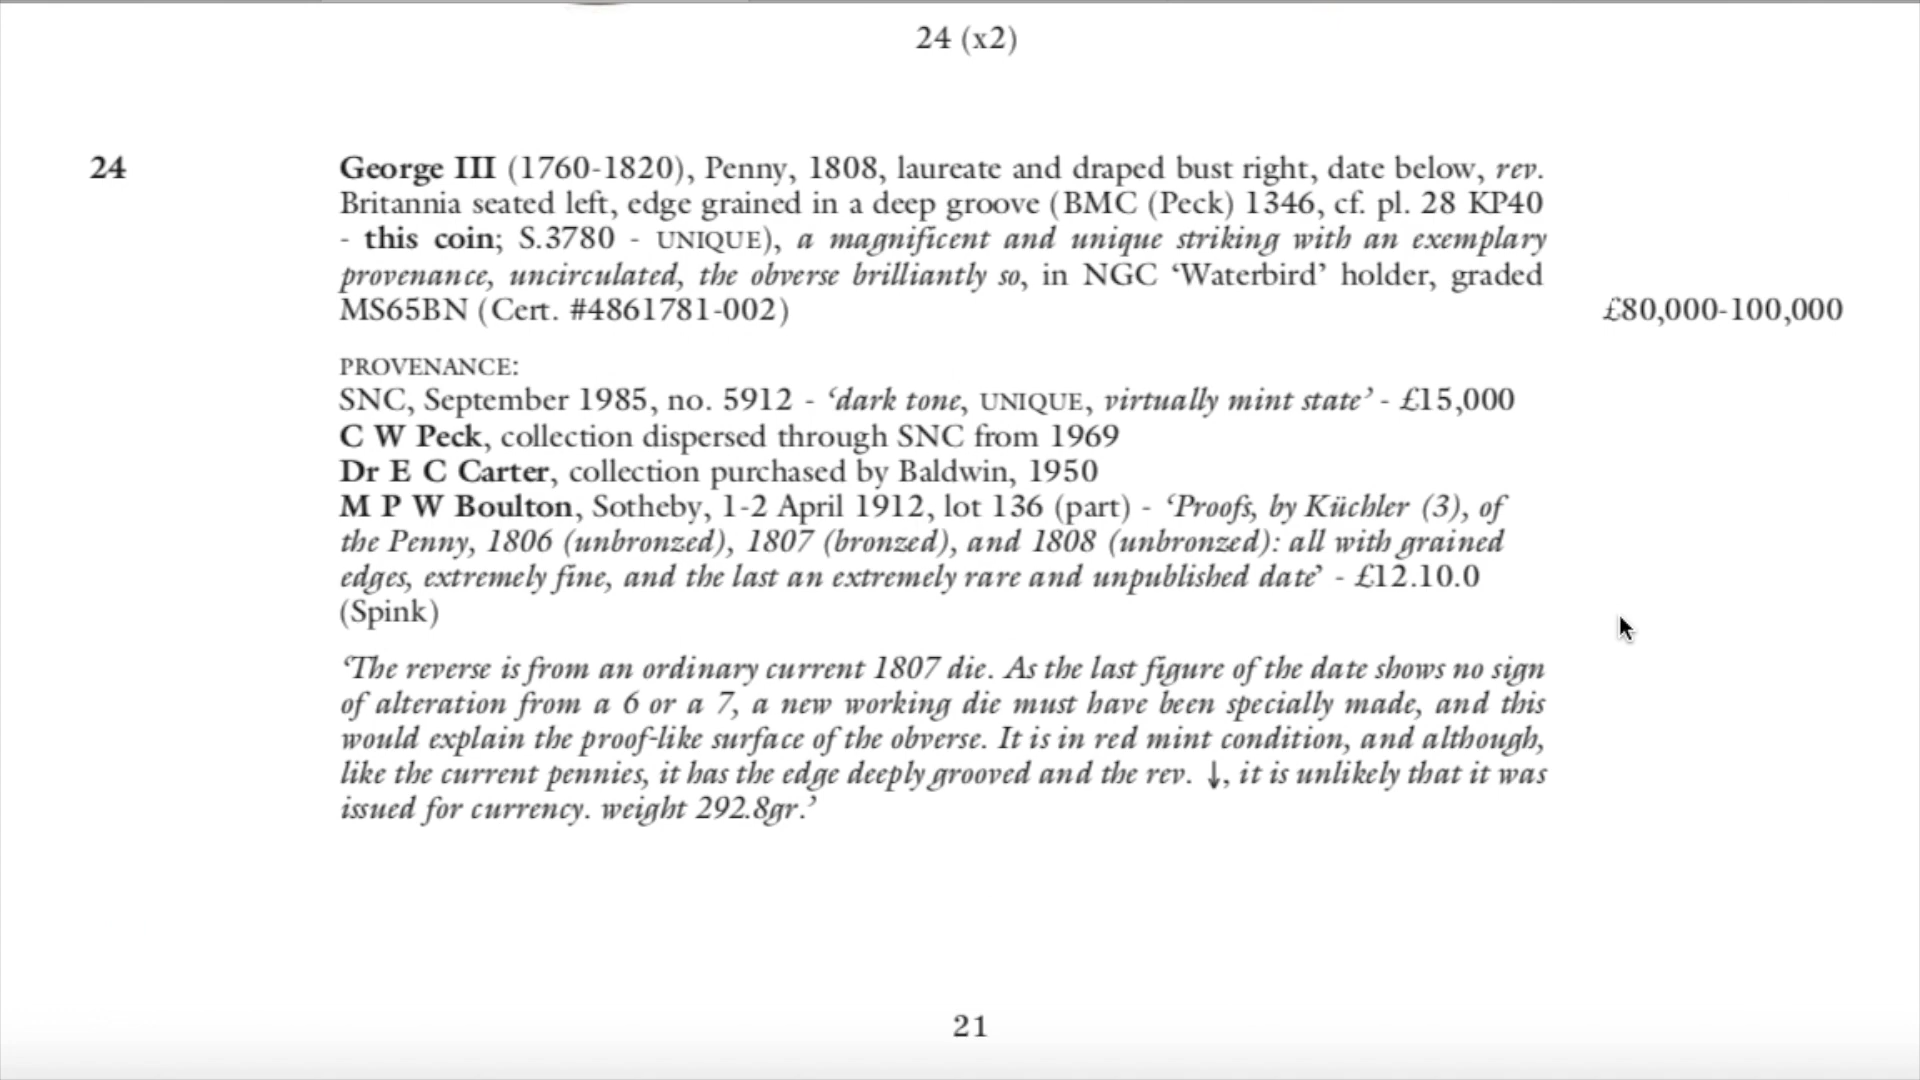 24 (x2)
24
George III (1760-1820), Penny, 1808, laureate and draped bust right, date below, rev.
Britannia seated left, edge grained in a deep groove (BMC (Peck) 1346, cf. pl. 28 KP40
- this coin; S.3780 - UNIQUE), a magnificent and unique striking with an exemplary
provenance, uncirculated, the obverse brilliantly so, in NGC ‘Waterbird’ holder, graded
MS65BN (Cert. #4861781-002)
£80,000-100,000
PROVENANCE:
SNC, September 1985, no. 5912 - ‘dark tone, UNIQUE, virtually mint state’ - £15,000
C W Peck, collection dispersed through SNC from 1969
Dr E C Carter, collection purchased by Baldwin, 1950
M P W Boulton, Sotheby, 1-2 April 1912, lot 136 (part) - ‘Proofs, by Küchler (3), of
the Penny, 1806 (unbronzed), 1807 (bronzed), and 1808 (unbronzed): all with grained
edges, extremely fine, and the last an extremely rare and unpublished date’ - £12.10.0
(Spink)
‘The reverse is from an ordinary current 1807 die. As the last figure of the date shows no sign
of alteration from a 6 or a 7, a new working die must have been specially made, and this
would explain the proof-like surface of the obverse. It is in red mint condition, and although,
like the current pennies, it has the edge deeply grooved and the rev. ↓, it is unlikely that it was
issued for currency. weight 292.8gr.’
21